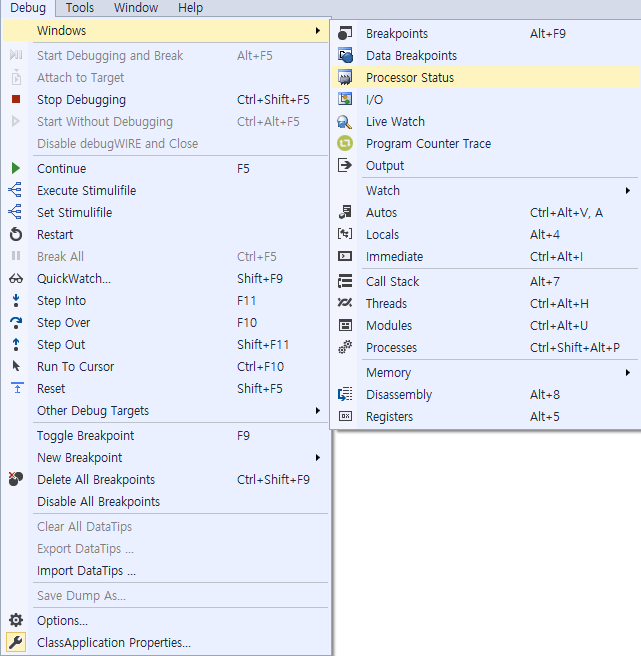 Debug Tools Window Help
Windows
Start Debugging and Break Alt+F5
Attach to Target
Stop Debugging Ctrl+Shift+F5
Start Without Debugging Ctrl+Alt+F5
Disable debugWIRE and Close
Continue F5
Execute Stimulifile
Set Stimulifile
Restart
Break All Ctrl+F5
QuickWatch... Shift+F9
Step Into F11
Step Over F10
Step Out Shift+F11
Run To Cursor Ctrl+F10
Reset Shift+F5
Other Debug Targets
Toggle Breakpoint F9
New Breakpoint
Delete All Breakpoints Ctrl+Shift+F9
Disable All Breakpoints
Clear All DataTips
Export DataTips ...
Import DataTips ...
Save Dump As...
Options...
ClassApplication Properties...
Breakpoints Alt+F9
Data Breakpoints
Processor Status
I/O
Live Watch
Program Counter Trace
Output
Watch
Autos Ctrl+Alt+V, A
Locals Alt+4
Immediate Ctrl+Alt+I
Call Stack Alt+7
Threads Ctrl+Alt+H
Modules Ctrl+Alt+U
Processes Ctrl+Shift+Alt+P
Memory
Disassembly Alt+8
Registers Alt+5